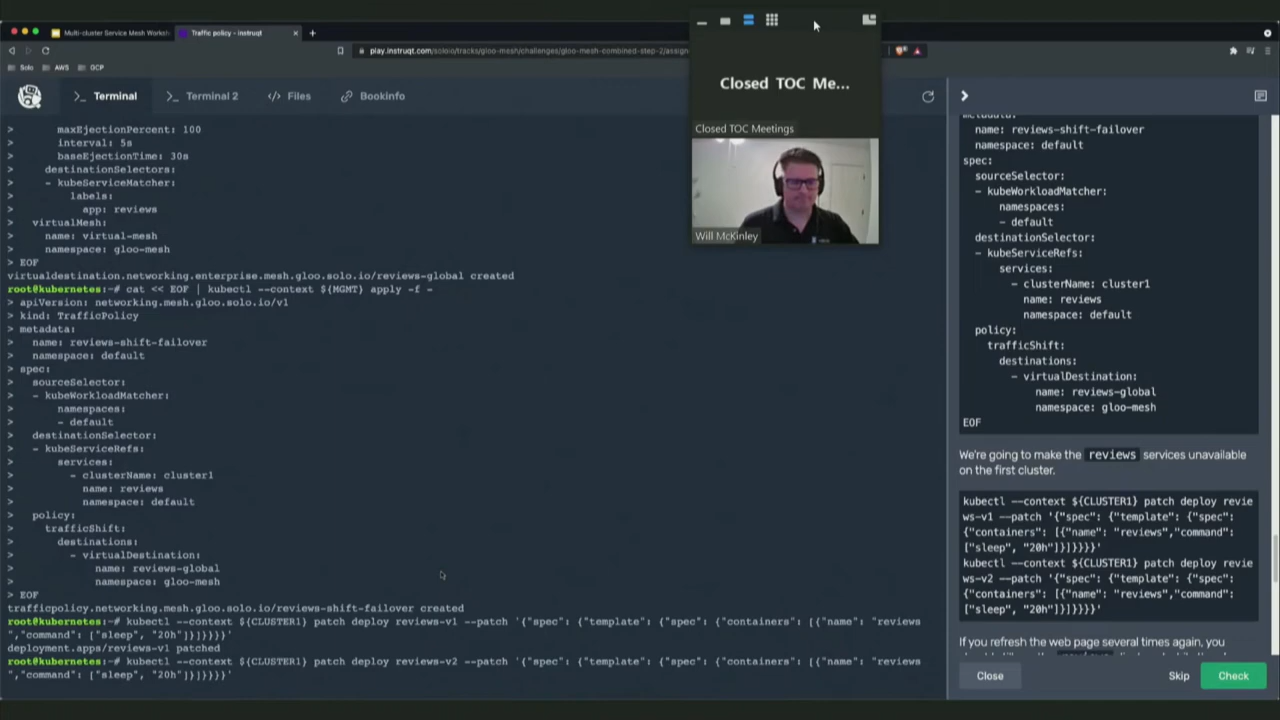 Multi-cluster Service Mesh Worksh
Traffic policy - instruqt
play.instruqt.com/soloio/tracks/gloo-mesh/challenges/gloo-mesh-combined-step-2/assign
Solo
AWS
GCP
>_ Terminal
>_ Terminal 2
</> Files
Bookinfo
>      maxEjectionPercent: 100
>      interval: 5s
>      baseEjectionTime: 30s
>    destinationSelectors:
>    - kubeServiceMatcher:
>        labels:
>          app: reviews
>  virtualMesh:
>    name: virtual-mesh
>    namespace: gloo-mesh
> EOF
virtualdestination.networking.enterprise.mesh.gloo.solo.io/reviews-global created
root@kubernetes:~# cat << EOF | kubectl --context ${MGMT} apply -f -
> apiVersion: networking.mesh.gloo.solo.io/v1
> kind: TrafficPolicy
> metadata:
>   name: reviews-shift-failover
>   namespace: default
> spec:
>   sourceSelector:
>   - kubeWorkloadMatcher:
>       namespaces:
>       - default
>   destinationSelector:
>   - kubeServiceRefs:
>       services:
>         - clusterName: cluster1
>           name: reviews
>           namespace: default
>   policy:
>     trafficShift:
>       destinations:
>         - virtualDestination:
>             name: reviews-global
>             namespace: gloo-mesh
> EOF
trafficpolicy.networking.mesh.gloo.solo.io/reviews-shift-failover created
root@kubernetes:~# kubectl --context ${CLUSTER1} patch deploy reviews-v1 --patch '{"spec": {"template": {"spec": {"containers": [{"name": "reviews
","command": ["sleep", "20h"]}]}}}}'
deployment.apps/reviews-v1 patched
root@kubernetes:~# kubectl --context ${CLUSTER1} patch deploy reviews-v2 --patch '{"spec": {"template": {"spec": {"containers": [{"name": "reviews
","command": ["sleep", "20h"]}]}}}}'
Closed TOC Me...
Closed TOC Meetings
Will McKinley
metadata:
  name: reviews-shift-failover
  namespace: default
spec:
  sourceSelector:
  - kubeWorkloadMatcher:
      namespaces:
      - default
  destinationSelector:
  - kubeServiceRefs:
      services:
        - clusterName: cluster1
          name: reviews
          namespace: default
  policy:
    trafficShift:
      destinations:
        - virtualDestination:
            name: reviews-global
            namespace: gloo-mesh
EOF
We're going to make the reviews services unavailable
on the first cluster.
kubectl --context ${CLUSTER1} patch deploy revie
ws-v1 --patch '{"spec": {"template": {"spec":
{"containers": [{"name": "reviews","command":
["sleep", "20h"]}]}}}}'
kubectl --context ${CLUSTER1} patch deploy revie
ws-v2 --patch '{"spec": {"template": {"spec":
{"containers": [{"name": "reviews","command":
["sleep", "20h"]}]}}}}'
If you refresh the web page several times again, you
Close
Skip
Check